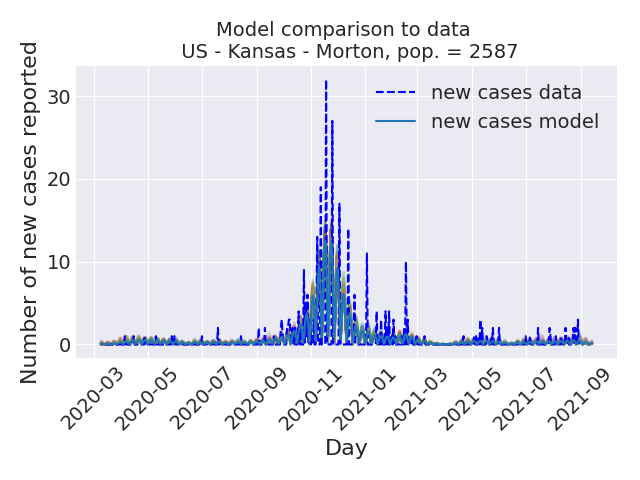 Model comparison to data
US - Kansas - Morton, pop. = 2587
Number of new cases reported
30
20
10
0
new cases data
new cases model
2020-03
2020-05
2020-07
2020-09
2020-11
2021-01
2021-03
2021-05
2021-07
2021-09
Day